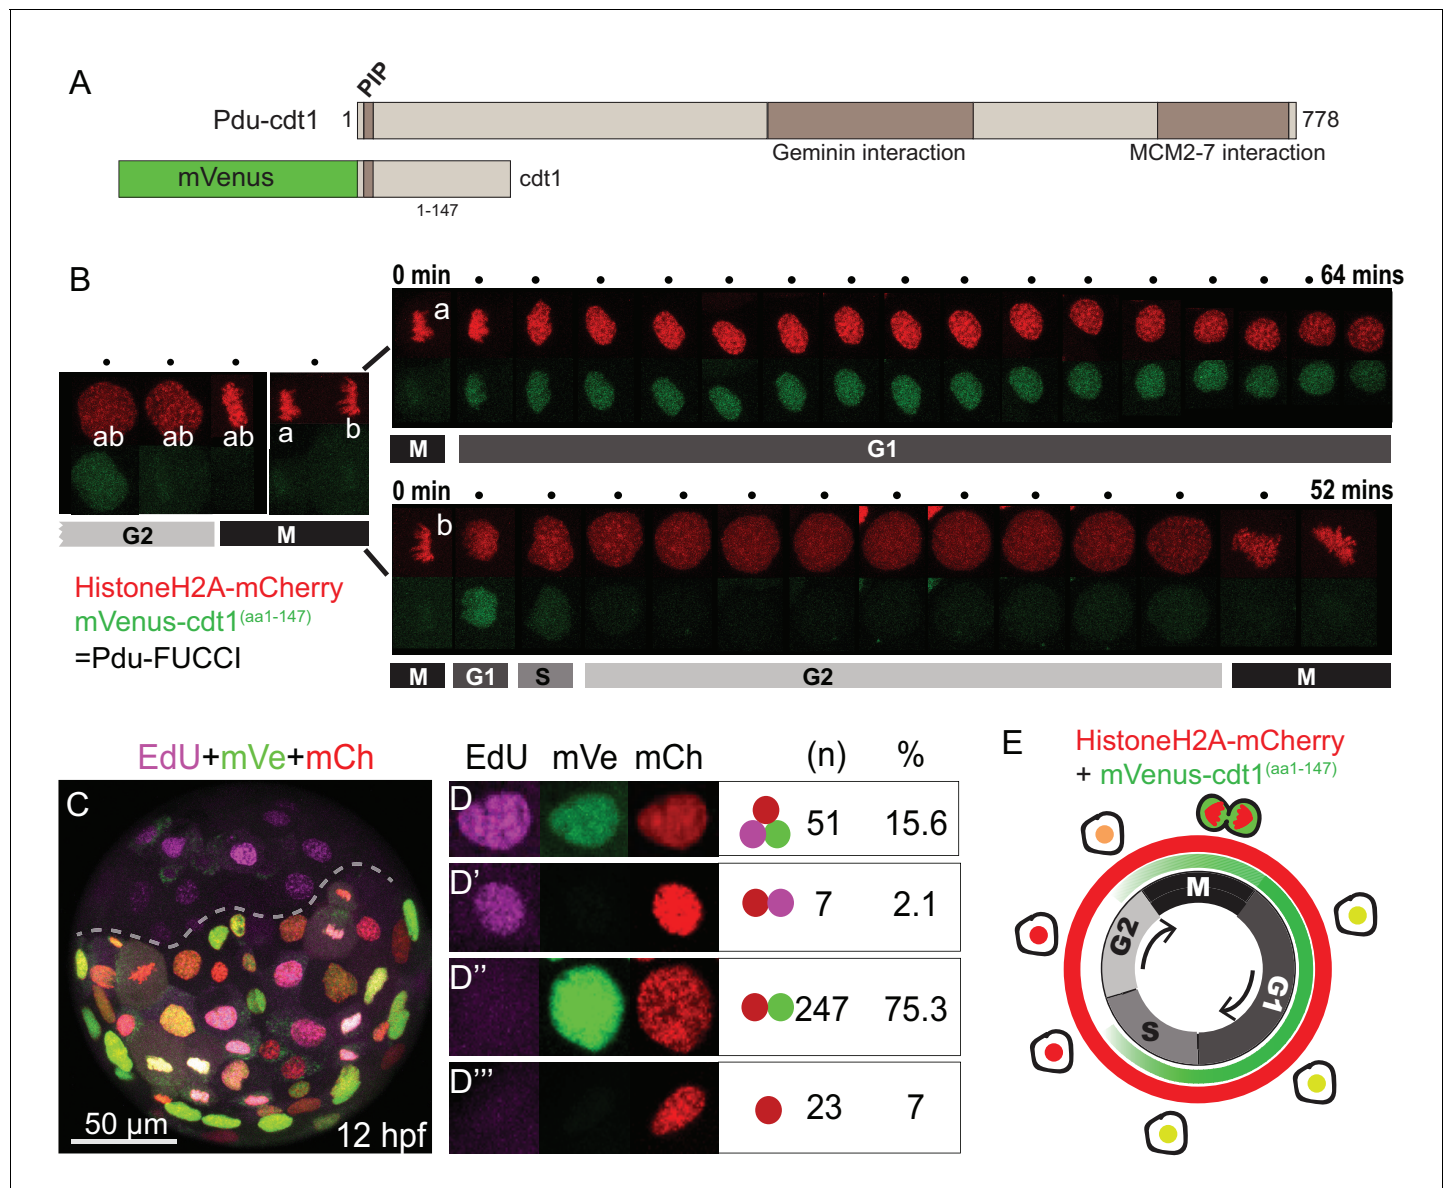 A
PIP
Pdu-cdt1 1 778
Geminin interaction MCM2-7 interaction
mVenus cdt1
1-147
B
0 min 64 mins
a
M G1
ab ab ab a b
G2 M
0 min 52 mins
b
M G1 S G2 M
HistoneH2A-mCherry
mVenus-cdt1(aa1-147)
=Pdu-FUCCI
EdU+mVe+mCh
C
50 µm 12 hpf
EdU mVe mCh (n) %
D 51 15.6
D' 7 2.1
D'' 247 75.3
D''' 23 7
E
HistoneH2A-mCherry
+ mVenus-cdt1(aa1-147)
M
G2
G1
S